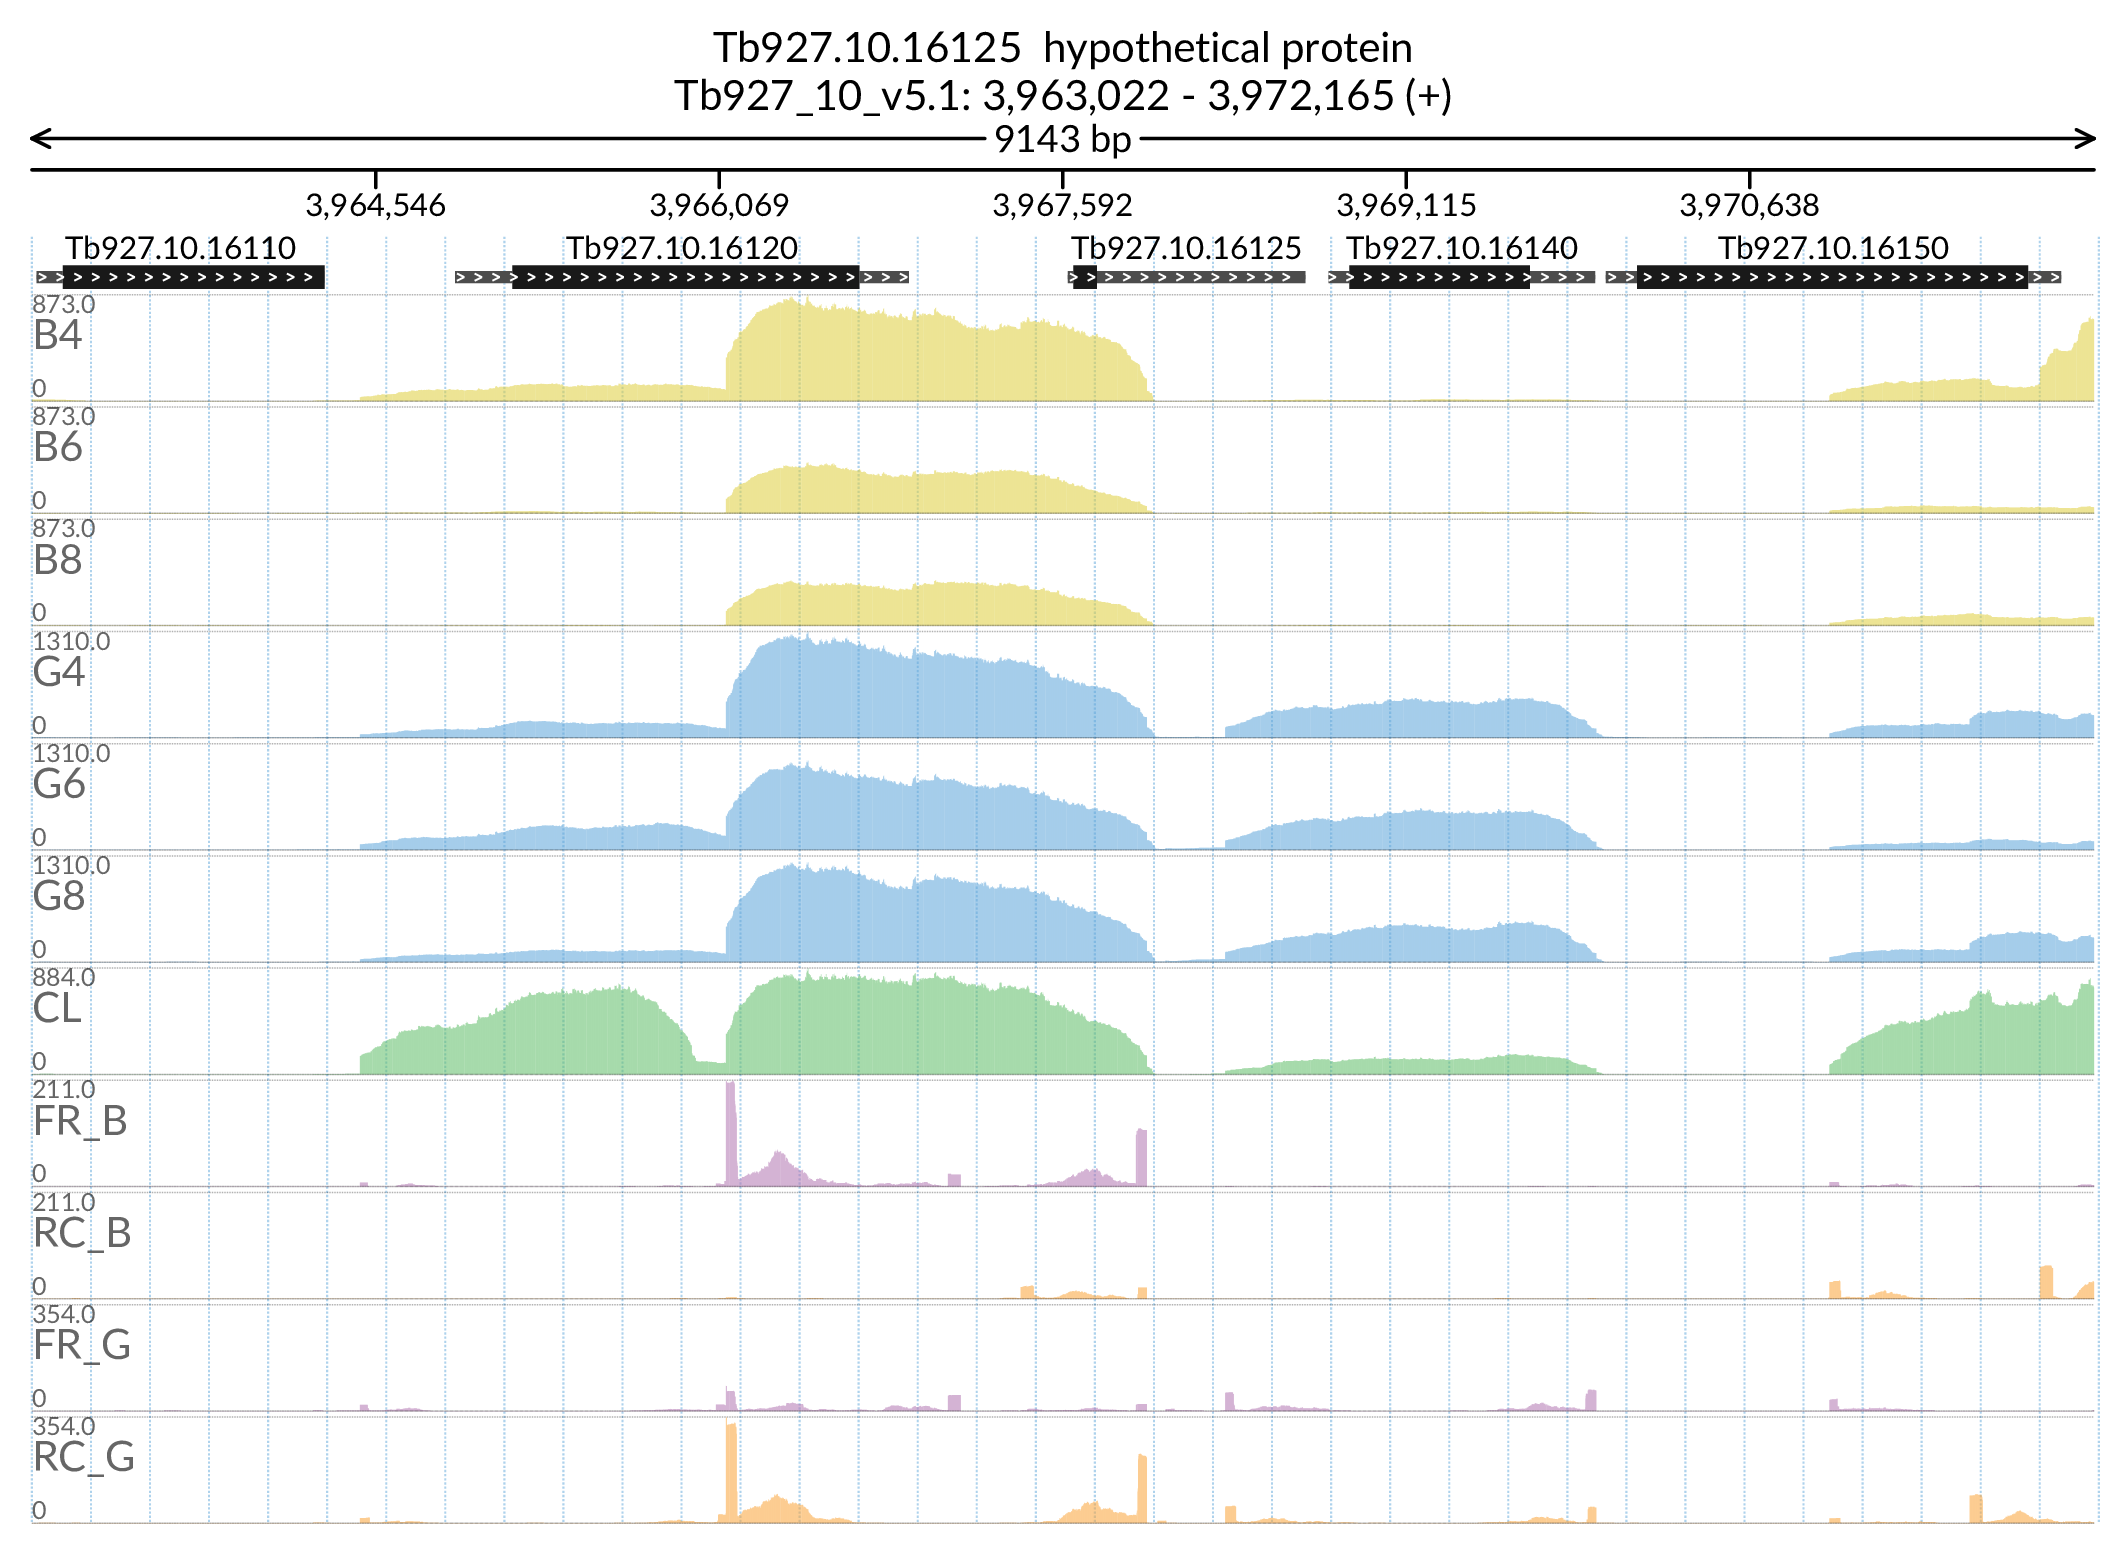 Tb927.10.16125  hypothetical protein
Tb927_10_v5.1: 3,963,022 - 3,972,165 (+)
9143 bp
3,964,546 3,966,069 3,967,592 3,969,115 3,970,638
Tb927.10.16110 Tb927.10.16120 Tb927.10.16125 Tb927.10.16140 Tb927.10.16150
873.0
B4
0
873.0
B6
0
873.0
B8
0
1310.0
G4
0
1310.0
G6
0
1310.0
G8
0
884.0
CL
0
211.0
FR_B
0
211.0
RC_B
0
354.0
FR_G
0
354.0
RC_G
0